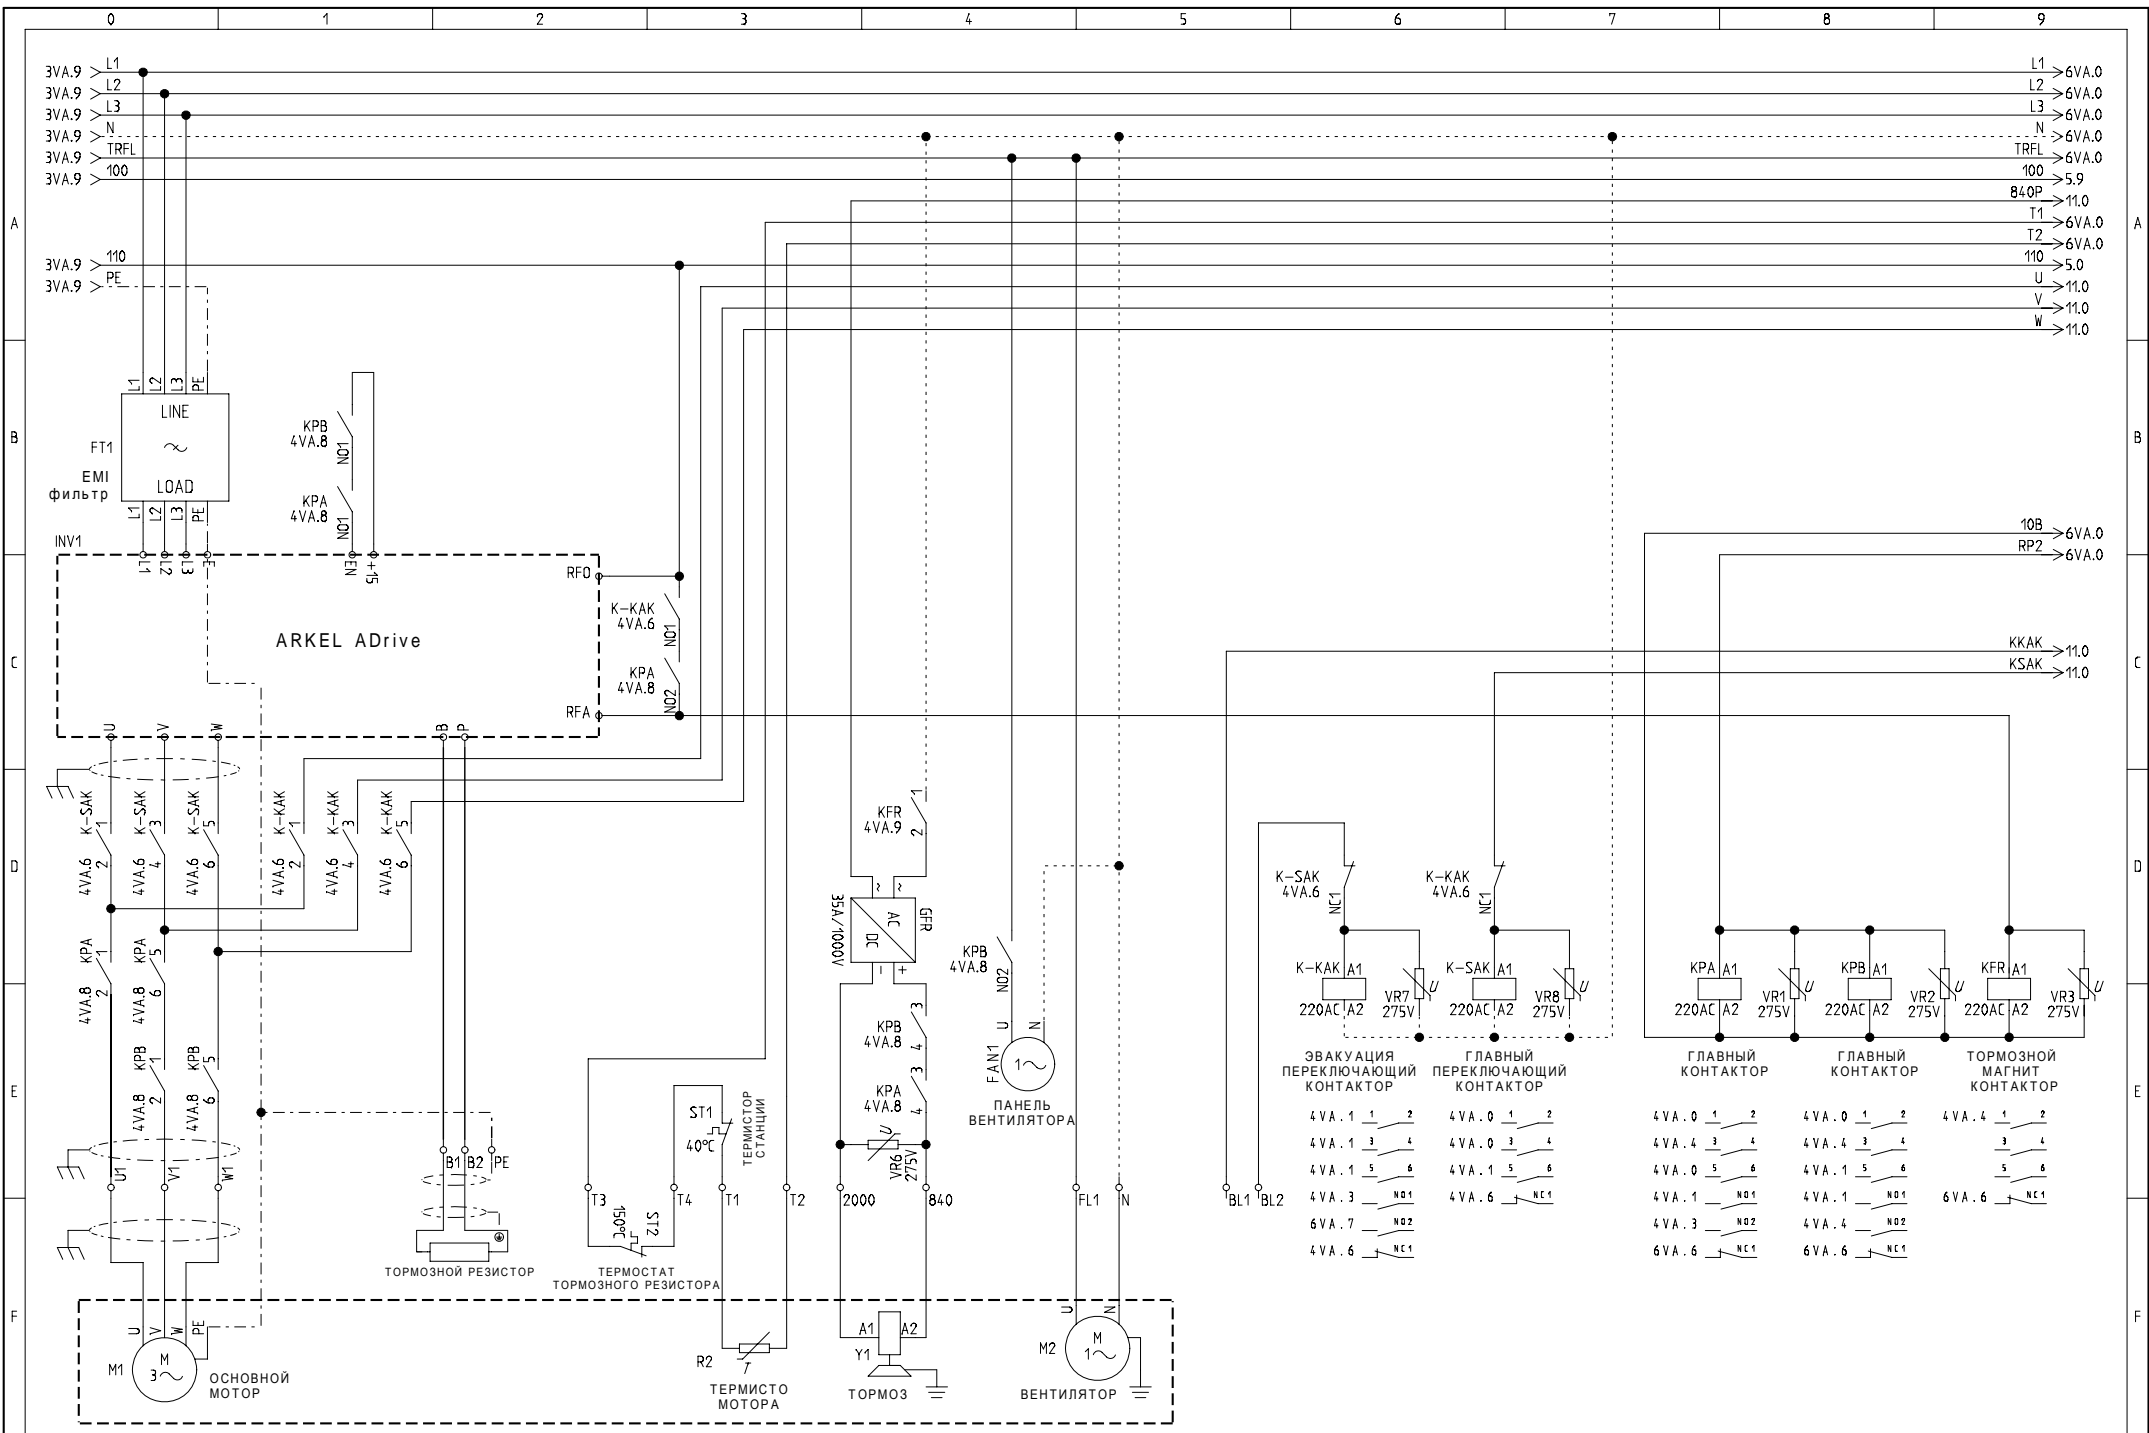 0 1 2 3 4 5 6 7 8 9
3VA.9 L1 L1 6VA.0
3VA.9 L2 L2 6VA.0
3VA.9 L3 L3 6VA.0
3VA.9 N N 6VA.0
3VA.9 TRFL TRFL 6VA.0
3VA.9 100 100 5.9
840P 11.0
A T1 6VA.0 A
T2 6VA.0
3VA.9 110 110 5.0
3VA.9 PE U 11.0
V 11.0
W 11.0
L1 L2 L3 PE
LINE
B KPB B
4VA.8
NO1
FT1
EMI
фильтр
LOAD
KPA
4VA.8
NO1
L1 L2 L3 PE
10B 6VA.0
INV1
RP2 6VA.0
L1 L2 L3 EN +15
RFO
K-KAK
4VA.6
NO1
ARKEL ADrive
KKAK 11.0
C KPA C
4VA.8
NO2
KSAK 11.0
RFA
U V W B P
K-SAK K-SAK K-SAK K-KAK K-KAK K-KAK
1 3 5 1 3 5
4VA.6 4VA.6 4VA.6 4VA.6 4VA.6 4VA.6
2 4 6 2 4 6
KFR
4VA.9
1
2
D D
K-SAK
4VA.6
NC1
K-KAK
4VA.6
NC1
~ ~
AC
DC
GFR
35A/1000V
- +
KPA KPA
1 5
4VA.8 4VA.8
2 6
KPB
4VA.8
NO2
K-KAK A1 K-SAK A1 KPA A1 KPB A1 KFR A1
U U U U U
VR7 VR8 VR1 VR2 VR3
220AC A2 275V 220AC A2 275V 220AC A2 275V 220AC A2 275V 220AC A2 275V
KPB
4VA.8
3
4
U N
FAN1
1~
ПАНЕЛЬ
ВЕНТИЛЯТОРА
KPB KPB
1 5
4VA.8 4VA.8
2 6
KPA
4VA.8
3
4
E E
ЭВАКУАЦИЯ
ПЕРЕКЛЮЧАЮЩИЙ
КОНТАКТОР
ГЛАВНЫЙ
ПЕРЕКЛЮЧАЮЩИЙ
КОНТАКТОР
ГЛАВНЫЙ
КОНТАКТОР
ГЛАВНЫЙ
КОНТАКТОР
ТОРМОЗНОЙ
МАГНИТ
КОНТАКТОР
ST1
40°C
ТЕРМИСТОР
СТАНЦИИ
U
VR6
275V
4VA.1 1 2
4VA.1 3 4
4VA.1 5 6
4VA.3 NO1
6VA.7 NO2
4VA.6 NC1
4VA.0 1 2
4VA.0 3 4
4VA.1 5 6
4VA.6 NC1
4VA.0 1 2
4VA.4 3 4
4VA.0 5 6
4VA.1 NO1
4VA.3 NO2
6VA.6 NC1
4VA.0 1 2
4VA.4 3 4
4VA.1 5 6
4VA.1 NO1
4VA.4 NO2
6VA.6 NC1
4VA.4 1 2
3 4
5 6
6VA.6 NC1
U1 V1 W1 B1 B2 PE T3 T4 T1 T2 2000 840 FL1 N BL1 BL2
ST2
150°C
ТОРМОЗНОЙ РЕЗИСТОР
ТЕРМОСТАТ
ТОРМОЗНОГО РЕЗИСТОРА
F F
U V W PE
M1
M
3~
ОСНОВНОЙ
МОТОР
R2
T
ТЕРМИСТО
МОТОРА
A1 A2
Y1
ТОРМОЗ
U N
M2
M
1~
ВЕНТИЛЯТОР